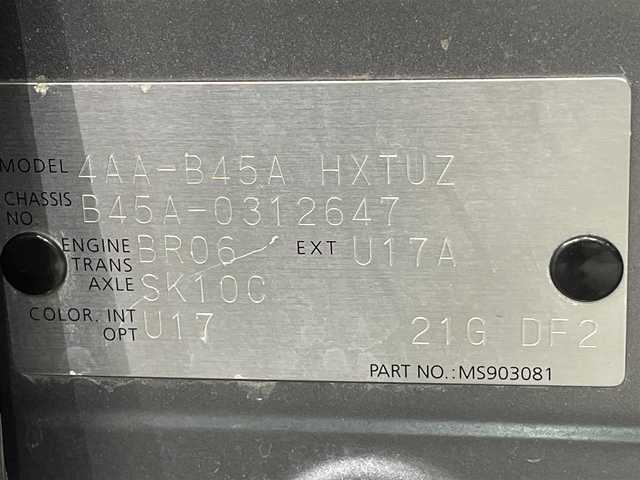 MODEL 4AA-B45A HXTUZ
CHASSIS NO. B45A-0312647
ENGINE BR06 EXT U17A
TRANS AXLE SK10C
COLOR. INT U17
OPT 21G DF2
PART NO.:MS903081